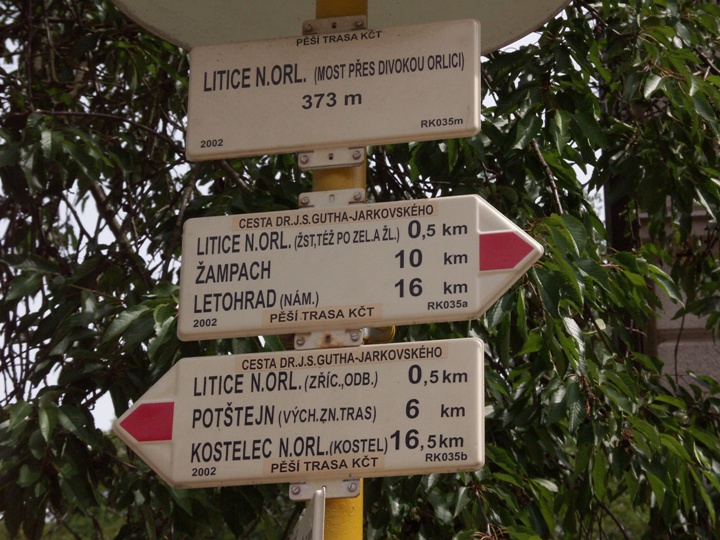 PĚŠÍ TRASA KČT
LITICE N.ORL. (MOST PŘES DIVOKOU ORLICI)
373 m
2002 RK035m
CESTA DR.J.S.GUTHA-JARKOVSKÉHO
LITICE N.ORL. (ŽST,TÉŽ PO ZEL.A ŽL.) 0,5 km
ŽAMPACH 10 km
LETOHRAD (NÁM.) 16 km
2002 PĚŠÍ TRASA KČT RK035a
CESTA DR.J.S.GUTHA-JARKOVSKÉHO
LITICE N.ORL. (ZŘÍC.,ODB.) 0,5 km
POTŠTEJN (VÝCH.ZN.TRAS) 6 km
KOSTELEC N.ORL.(KOSTEL) 16,5 km
2002 PĚŠÍ TRASA KČT RK035b